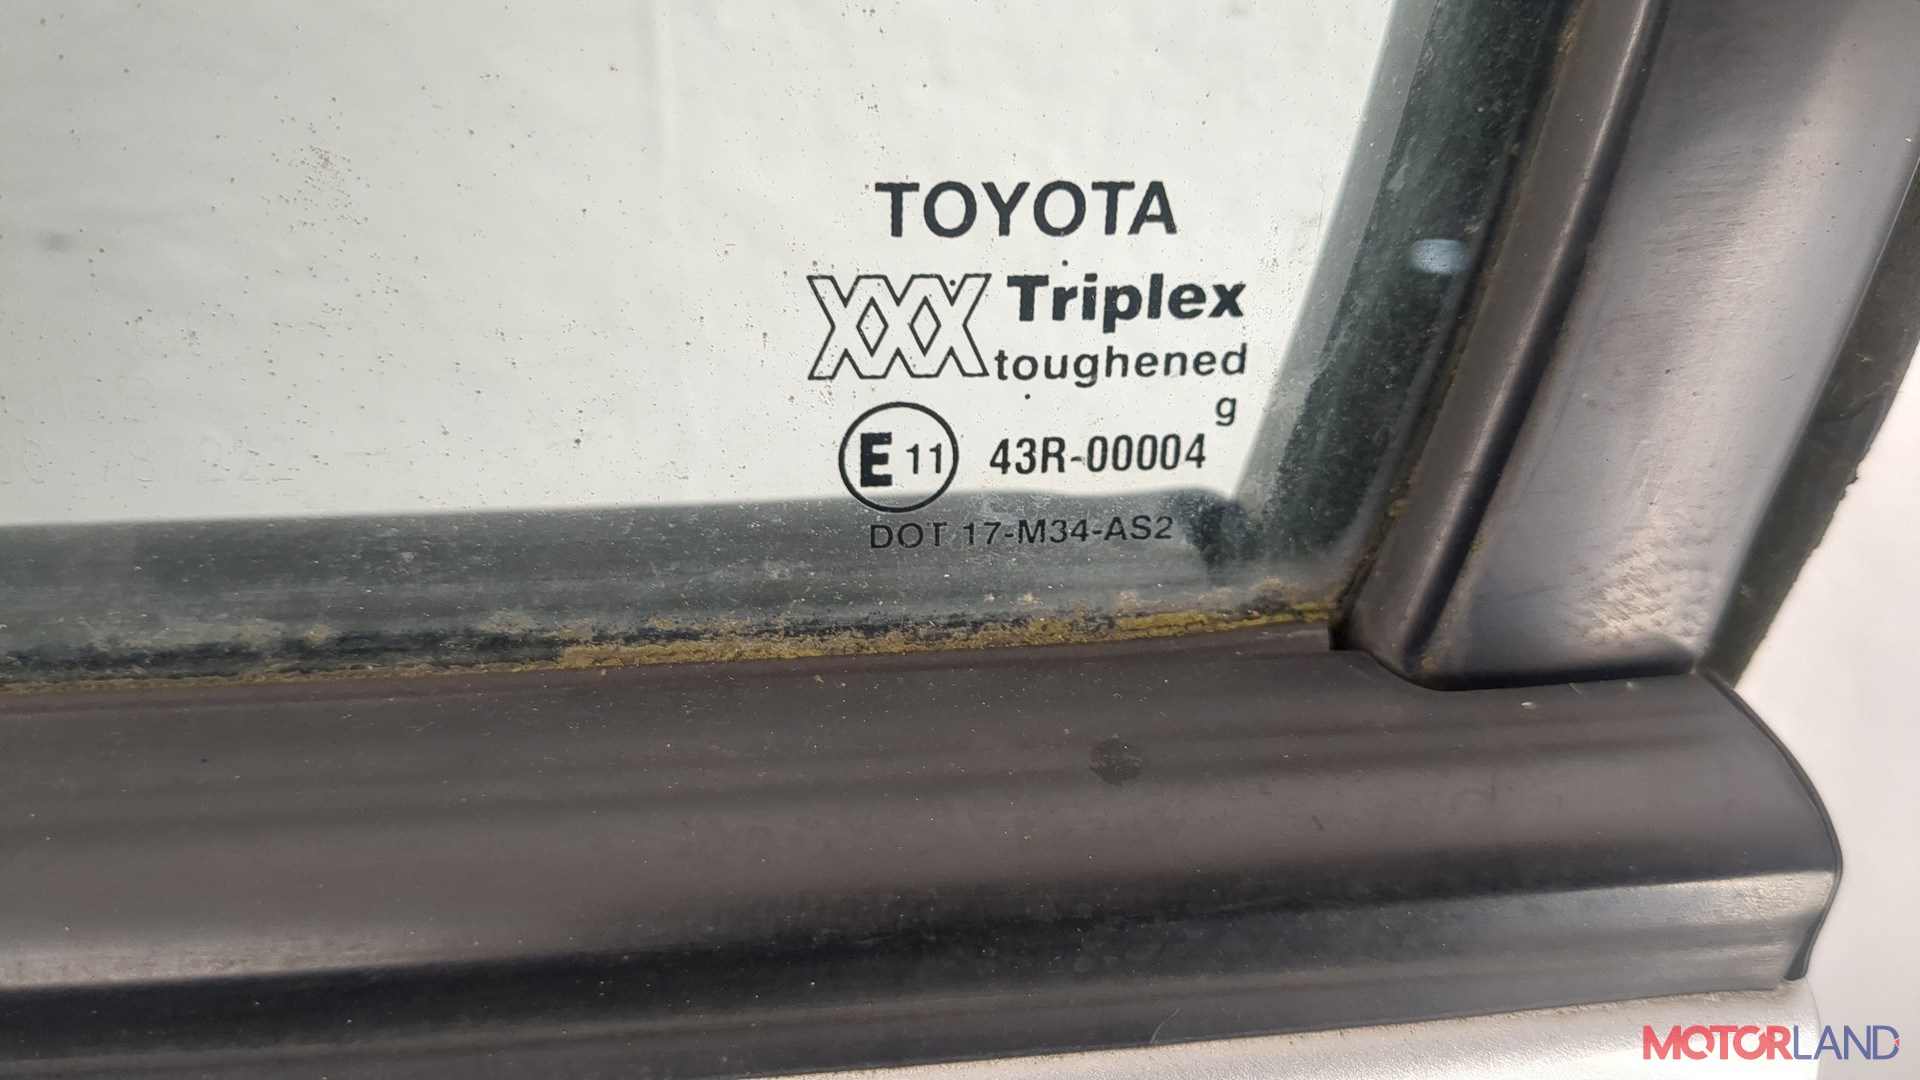 TOYOTA
Triplex
toughened
g
E 11 43R-00004
DOT 17-M34-AS2
MOTORLAND